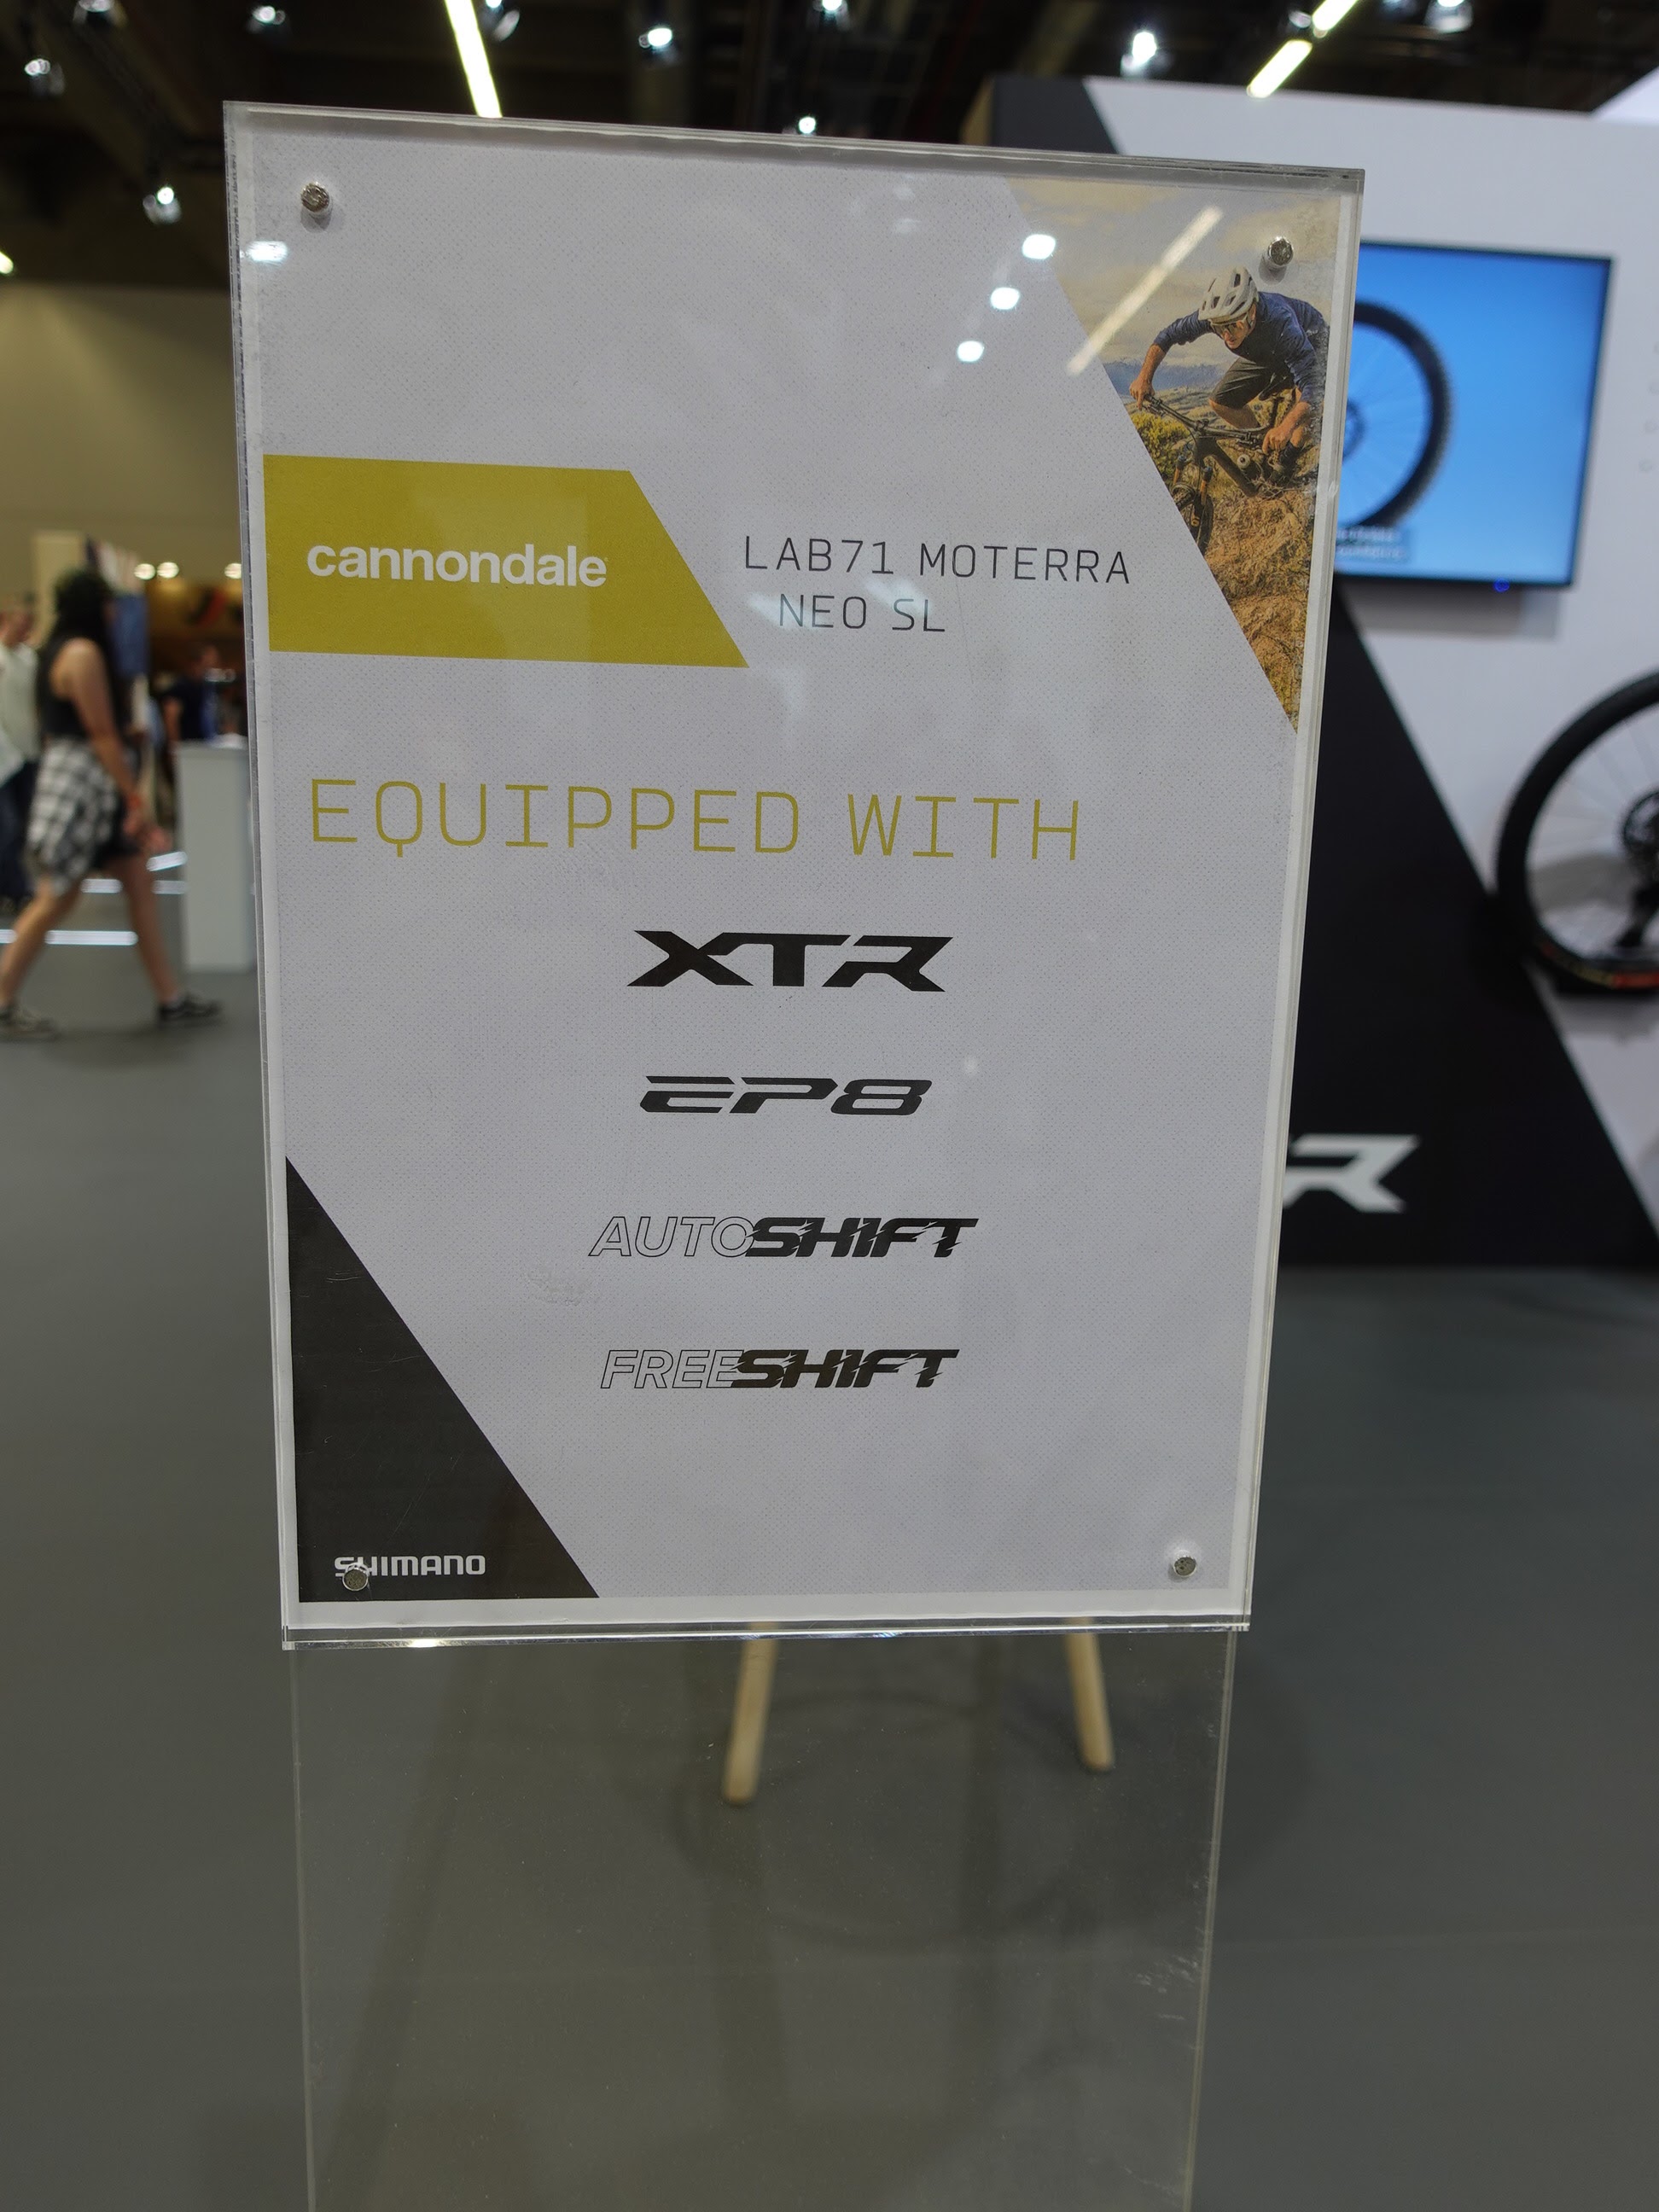 cannondale
LAB71 MOTERRA
NEO SL
EQUIPPED WITH
XTR
EP8
AUTOSHIFT
FREESHIFT
SHIMANO